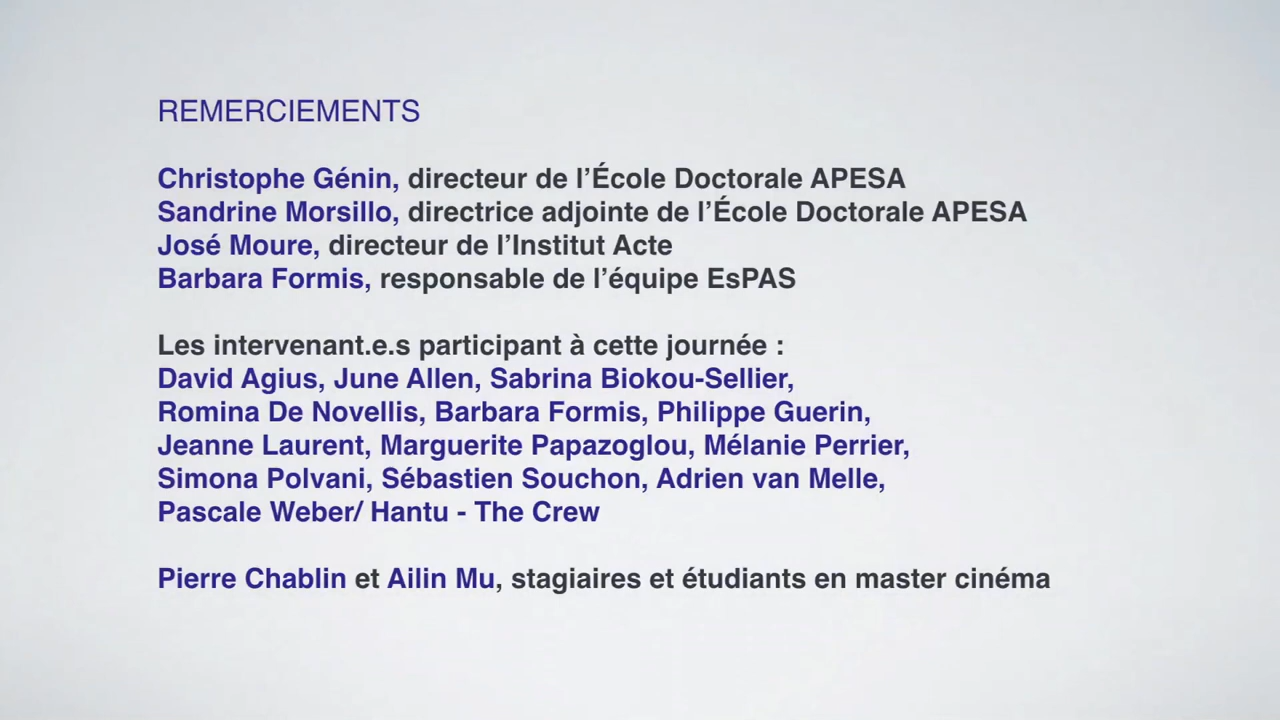 REMERCIEMENTS
Christophe Génin, directeur de l’École Doctorale APESA
Sandrine Morsillo, directrice adjointe de l’École Doctorale APESA
José Moure, directeur de l’Institut Acte
Barbara Formis, responsable de l’équipe EsPAS
Les intervenant.e.s participant à cette journée :
David Agius, June Allen, Sabrina Biokou-Sellier,
Romina De Novellis, Barbara Formis, Philippe Guerin,
Jeanne Laurent, Marguerite Papazoglou, Mélanie Perrier,
Simona Polvani, Sébastien Souchon, Adrien van Melle,
Pascale Weber/ Hantu - The Crew
Pierre Chablin et Ailin Mu, stagiaires et étudiants en master cinéma